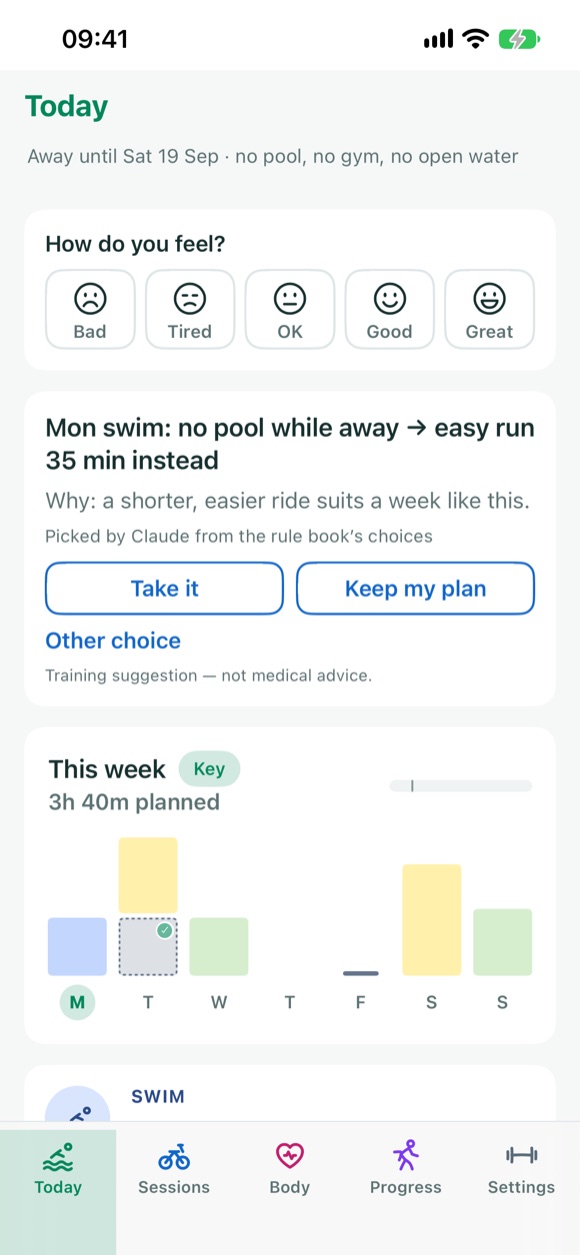 09:41
Today
Away until Sat 19 Sep · no pool, no gym, no open water
How do you feel?
Bad
Tired
OK
Good
Great
Mon swim: no pool while away → easy run
35 min instead
Why: a shorter, easier ride suits a week like this.
Picked by Claude from the rule book’s choices
Take it
Keep my plan
Other choice
Training suggestion — not medical advice.
This week
Key
3h 40m planned
M
T
W
T
F
S
S
SWIM
Today
Sessions
Body
Progress
Settings